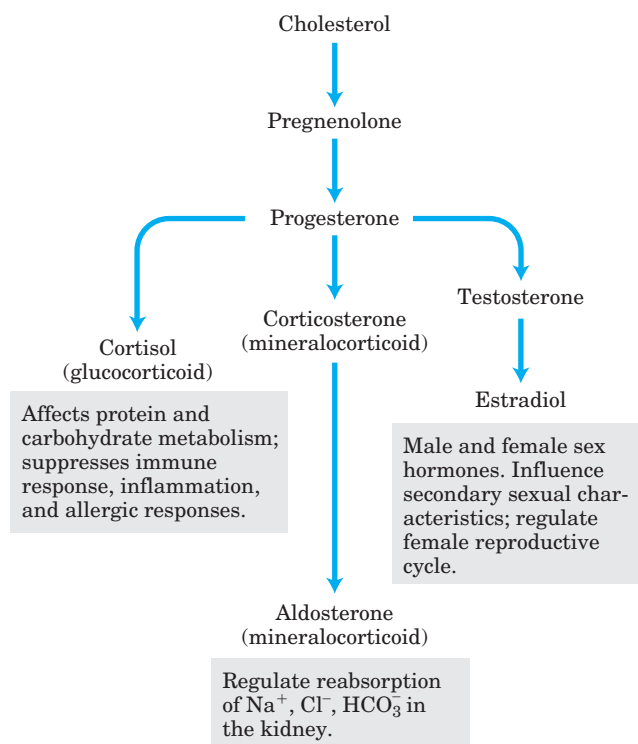 Cholesterol
Pregnenolone
Progesterone
Cortisol
(glucocorticoid)
Affects protein and
carbohydrate metabolism;
suppresses immune
response, inflammation,
and allergic responses.
Corticosterone
(mineralocorticoid)
Testosterone
Estradiol
Male and female sex
hormones. Influence
secondary sexual char-
acteristics; regulate
female reproductive
cycle.
Aldosterone
(mineralocorticoid)
Regulate reabsorption
of Na⁺, Cl⁻, HCO₃⁻ in
the kidney.